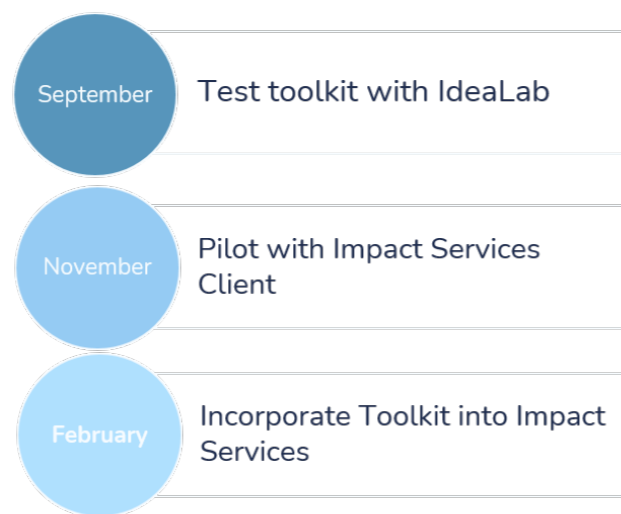 September
Test toolkit with IdeaLab
November
Pilot with Impact Services
Client
February
Incorporate Toolkit into Impact
Services